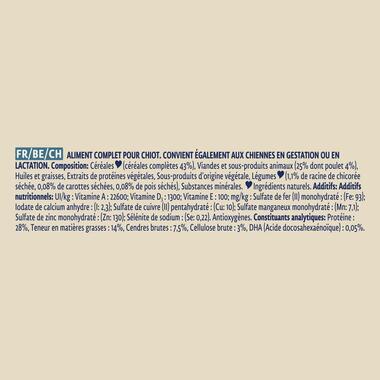 FR/BE/CH ALIMENT COMPLET POUR CHIOT. CONVIENT ÉGALEMENT AUX CHIENNES EN GESTATION OU EN
LACTATION. Composition: Céréales♥(céréales complètes 43%), Viandes et sous-produits animaux (25% dont poulet 4%),
Huiles et graisses, Extraits de protéines végétales, Sous-produits d'origine végétale, Légumes♥(1,1% de racine de chicorée
séchée, 0,08% de carottes séchées, 0,08% de pois séchés), Substances minérales. ♥Ingrédients naturels. Additifs: Additifs
nutritionnels: UI/kg : Vitamine A : 22600; Vitamine D₃ : 1300; Vitamine E : 100; mg/kg : Sulfate de fer (II) monohydraté : (Fe: 93);
Iodate de calcium anhydre : (I: 2,3); Sulfate de cuivre (II) pentahydraté : (Cu: 10); Sulfate manganeux monohydraté : (Mn: 7,1);
Sulfate de zinc monohydraté : (Zn: 130); Sélénite de sodium : (Se: 0,22). Antioxygènes. Constituants analytiques: Protéine :
28%, Teneur en matières grasses : 14%, Cendres brutes : 7,5%, Cellulose brute : 3%, DHA (Acide docosahexaénoïque) : 0,05%.